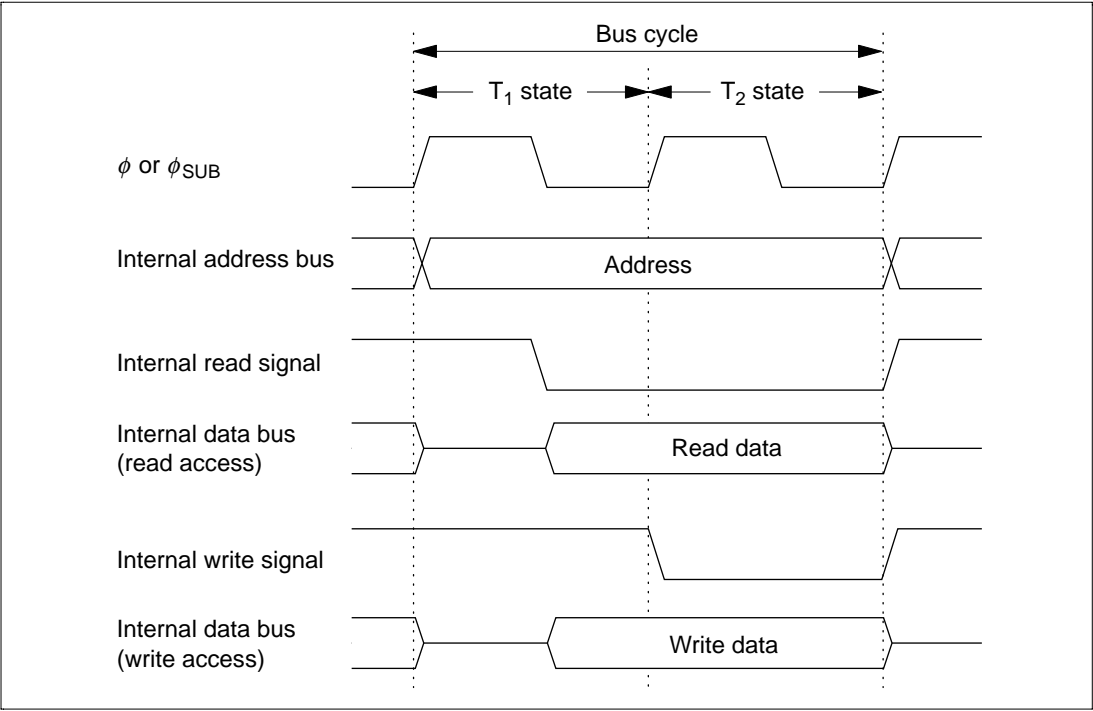 Bus cycle
T1 state
T2 state
ϕ or ϕSUB
Internal address bus
Address
Internal read signal
Internal data bus
(read access)
Read data
Internal write signal
Internal data bus
(write access)
Write data